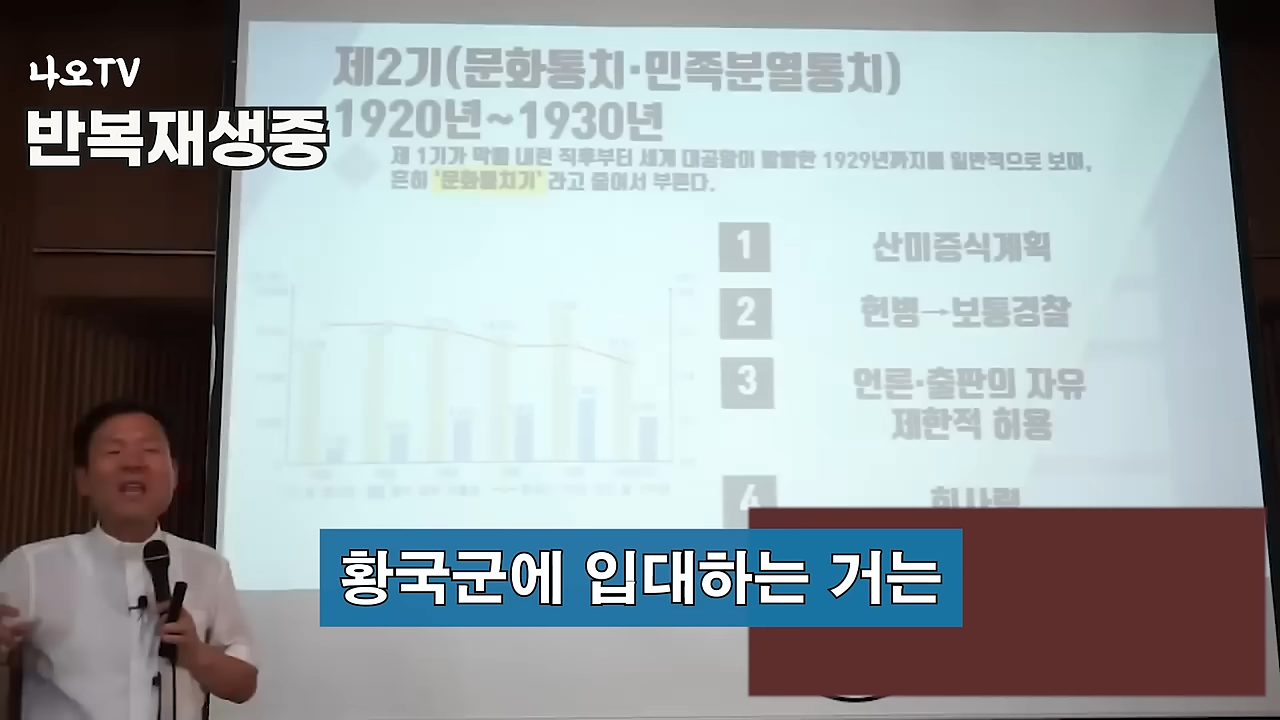 나오TV
반복재생중
제2기(문화통치·민족분열통치)
1920년~1930년
제 1기가 막을 내린 직후부터 세계 대공황이 발발한 1929년까지를 일반적으로 보며,
흔히 '문화통치기' 라고 줄여서 부른다.
1 산미증식계획
2 헌병→보통경찰
3 언론·출판의 자유
제한적 허용
4 회사령
황국군에 입대하는 거는